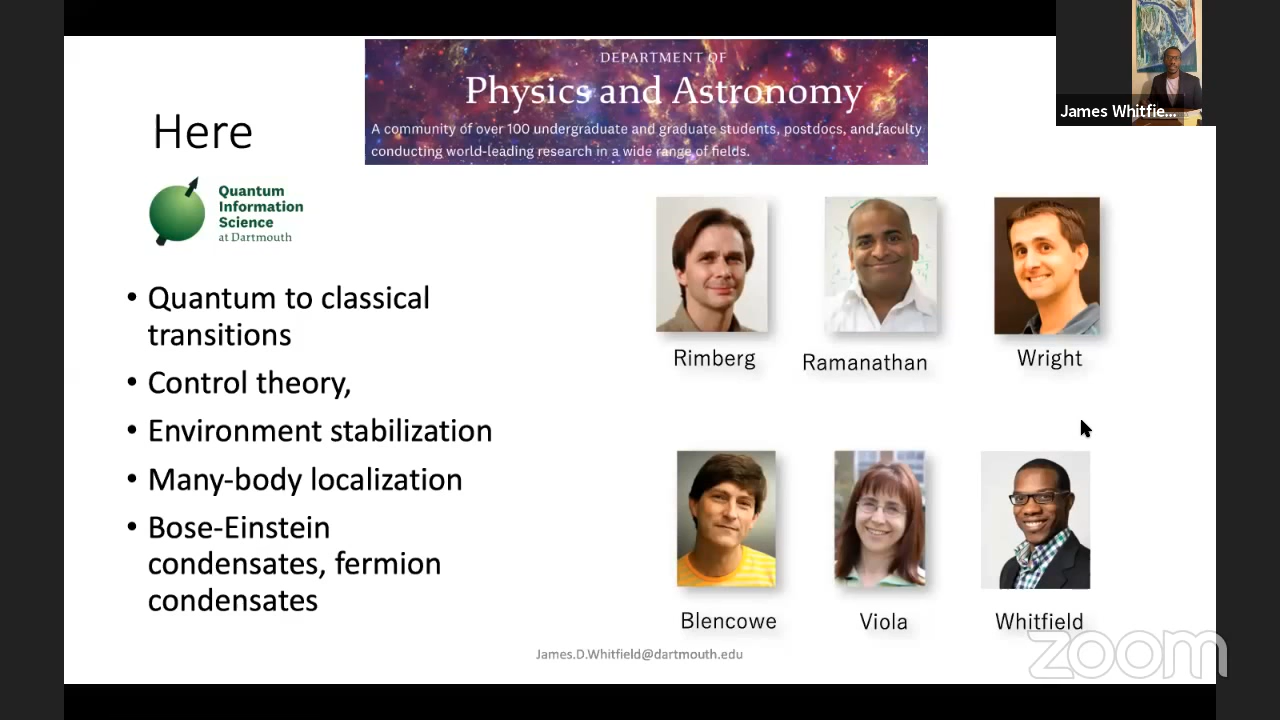 DEPARTMENT OF
Physics and Astronomy
A community of over 100 undergraduate and graduate students, postdocs, and faculty
conducting world-leading research in a wide range of fields.
James Whitfie...
Here
Quantum
Information
Science
at Dartmouth
• Quantum to classical
transitions
• Control theory,
• Environment stabilization
• Many-body localization
• Bose-Einstein
condensates, fermion
condensates
Rimberg
Ramanathan
Wright
Blencowe
Viola
Whitfield
James.D.Whitfield@dartmouth.edu
zoom